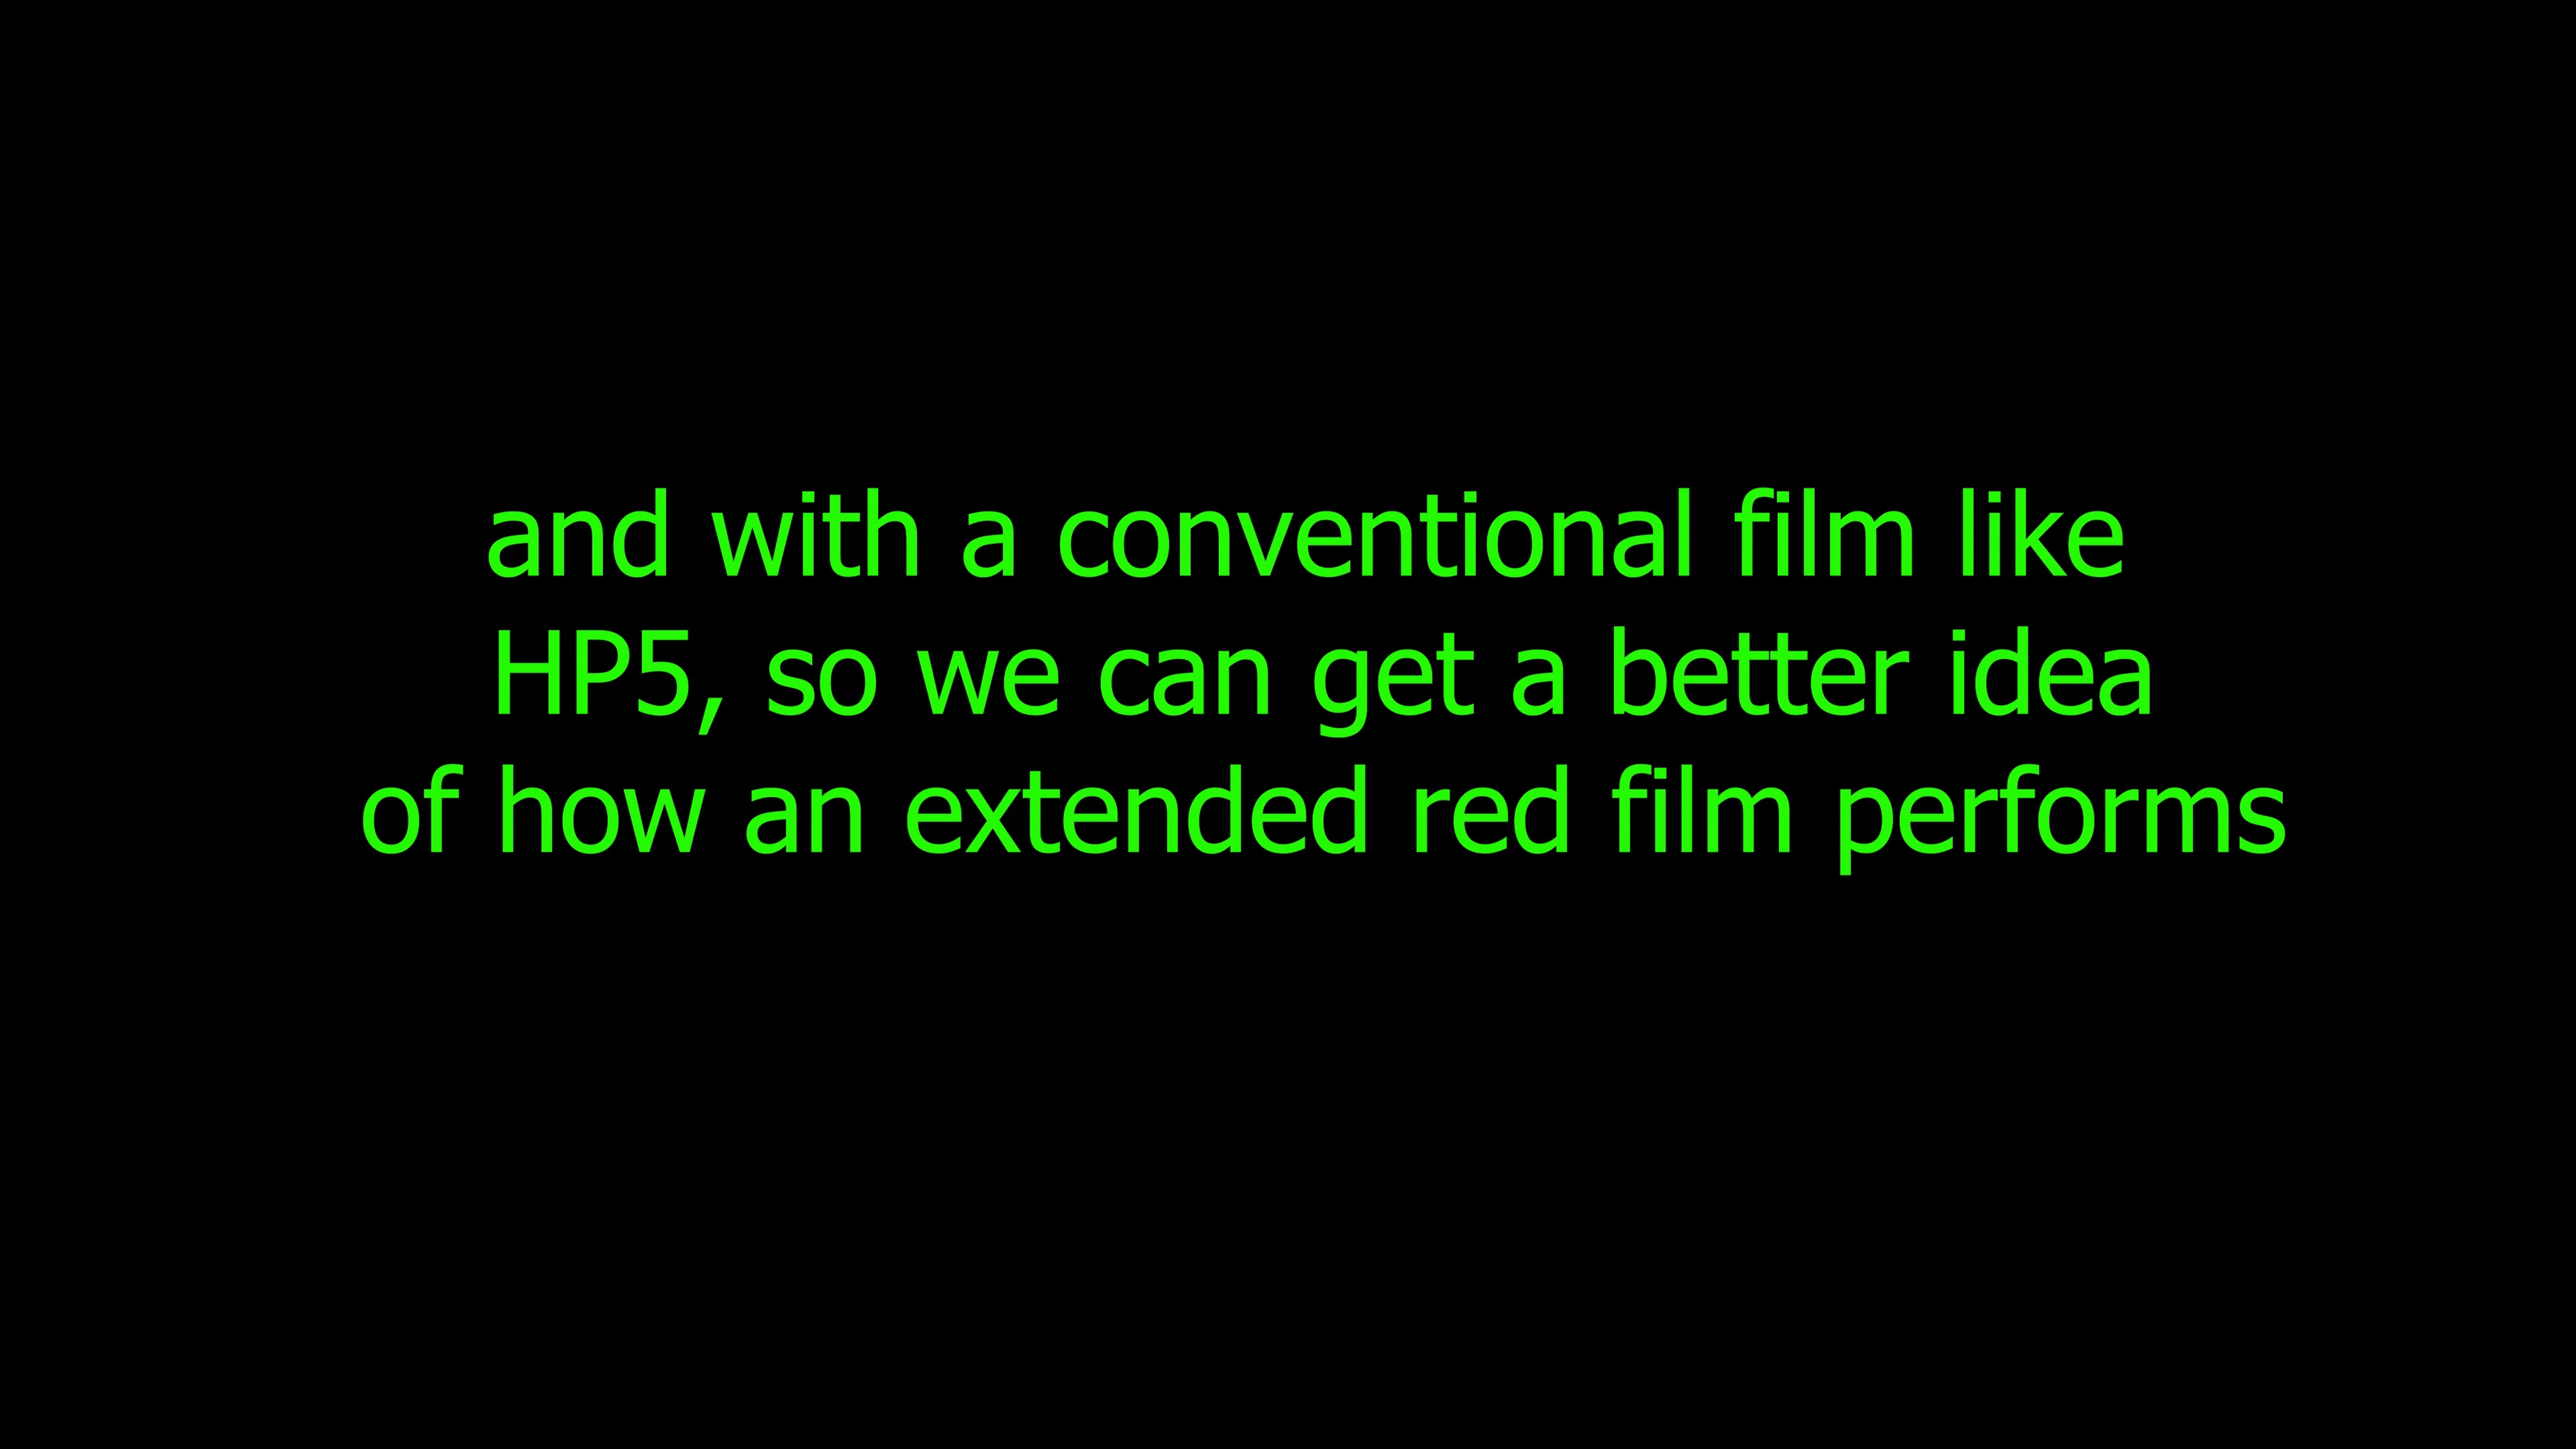 and with a conventional film like
HP5, so we can get a better idea
of how an extended red film performs